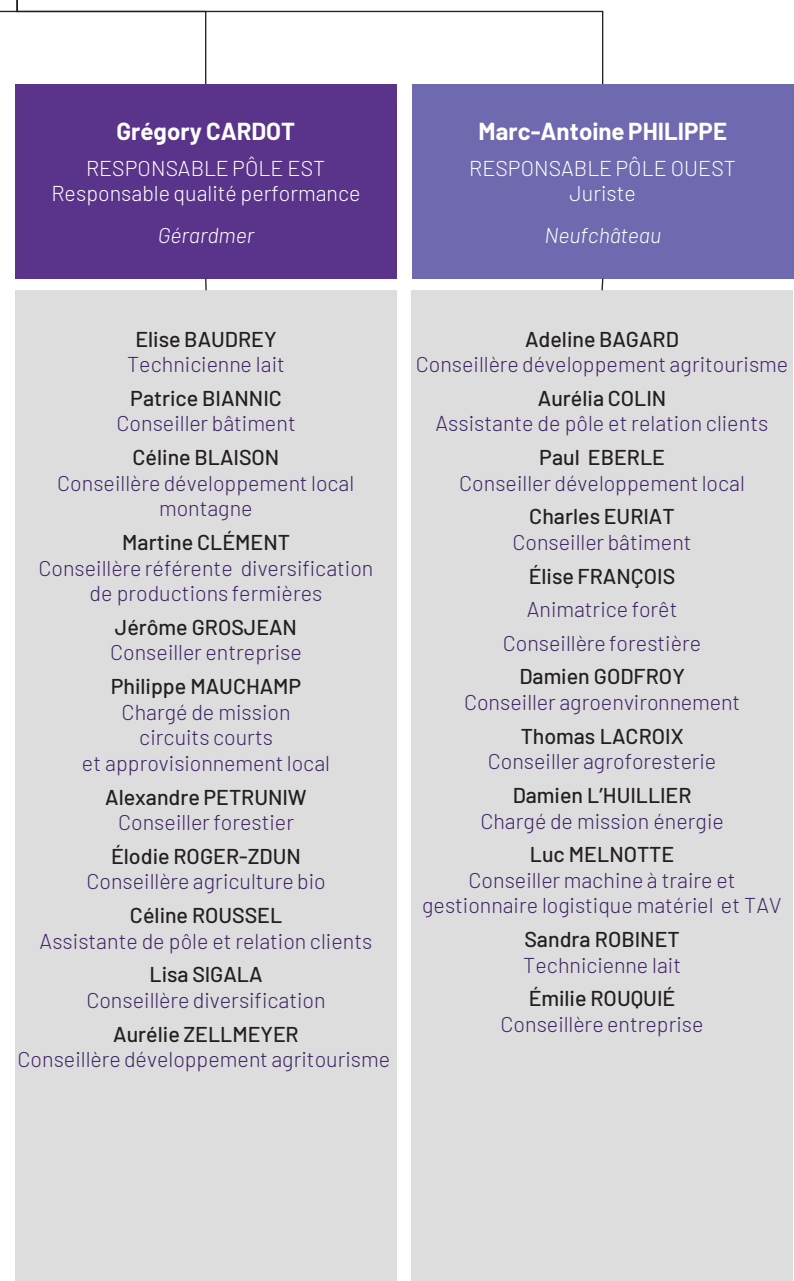 Grégory CARDOT
RESPONSABLE PÔLE EST
Responsable qualité performance
Gérardmer
Elise BAUDREY
Technicienne lait
Patrice BIANNIC
Conseiller bâtiment
Céline BLAISON
Conseillère développement local
montagne
Martine CLÉMENT
Conseillère référente diversification
de productions fermières
Jérôme GROSJEAN
Conseiller entreprise
Philippe MAUCHAMP
Chargé de mission
circuits courts
et approvisionnement local
Alexandre PETRUNIW
Conseiller forestier
Élodie ROGER-ZDUN
Conseillère agriculture bio
Céline ROUSSEL
Assistante de pôle et relation clients
Lisa SIGALA
Conseillère diversification
Aurélie ZELLMEYER
Conseillère développement agritourisme
Marc-Antoine PHILIPPE
RESPONSABLE PÔLE OUEST
Juriste
Neufchâteau
Adeline BAGARD
Conseillère développement agritourisme
Aurélia COLIN
Assistante de pôle et relation clients
Paul EBERLE
Conseiller développement local
Charles EURIAT
Conseiller bâtiment
Élise FRANÇOIS
Animatrice forêt
Conseillère forestière
Damien GODFROY
Conseiller agroenvironnement
Thomas LACROIX
Conseiller agroforesterie
Damien L'HUILLIER
Chargé de mission énergie
Luc MELNOTTE
Conseiller machine à traire et
gestionnaire logistique matériel et TAV
Sandra ROBINET
Technicienne lait
Émilie ROUQUIÉ
Conseillère entreprise